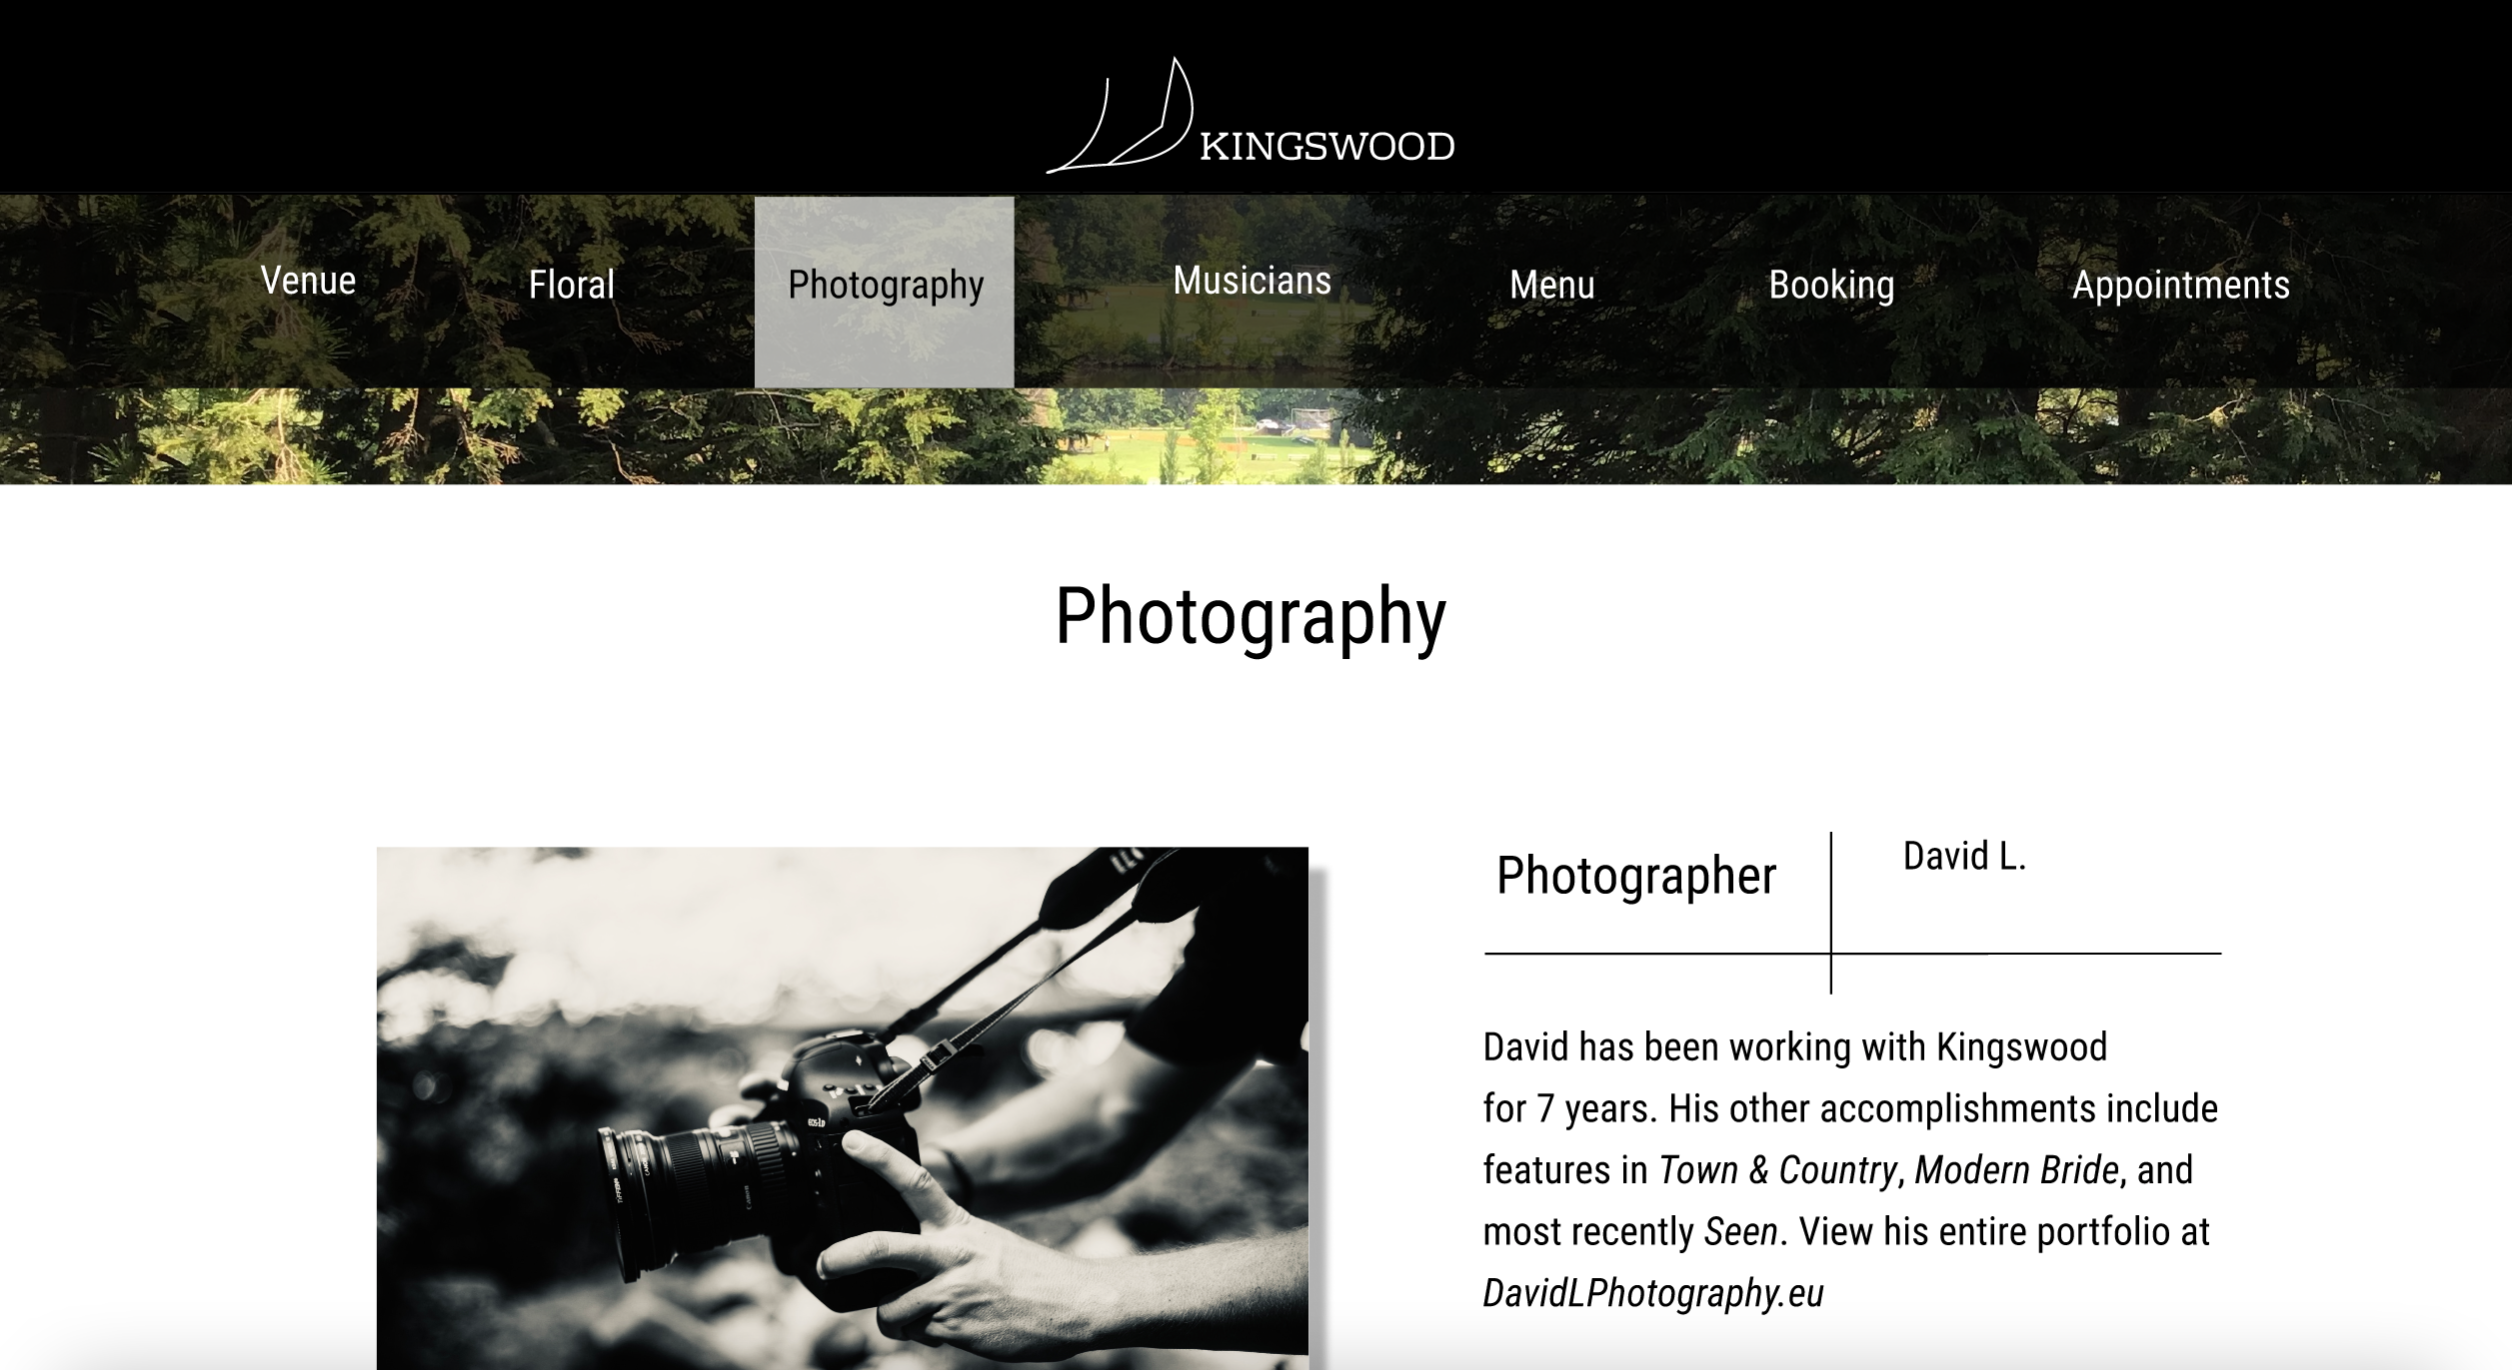 KINGSWOOD
Venue Floral Photography Musicians Menu Booking Appointments
Photography
Photographer
David L.
David has been working with Kingswood
for 7 years. His other accomplishments include
features in Town & Country, Modern Bride, and
most recently Seen. View his entire portfolio at
DavidLPhotography.eu